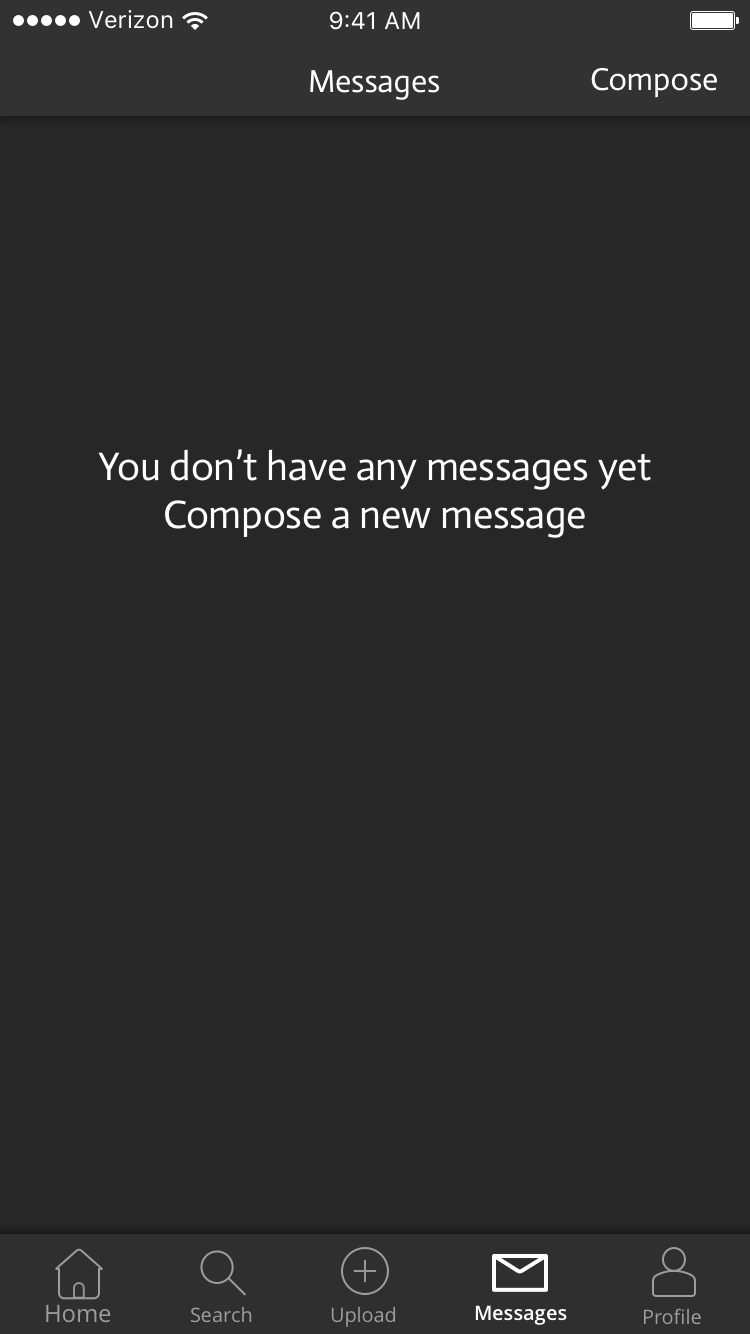 Verizon 9:41 AM
Messages Compose
You don’t have any messages yet
Compose a new message
Home Search Upload Messages Profile